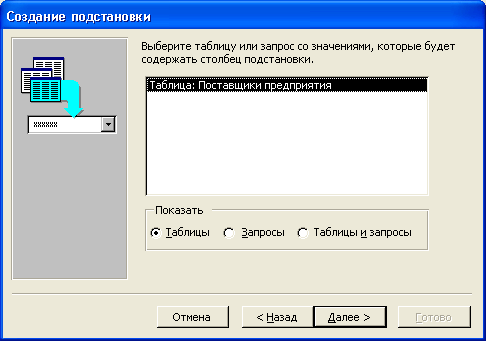 Создание подстановки
Выберите таблицу или запрос со значениями, которые будет
содержать столбец подстановки.
xxxxxx
Таблица: Поставщики предприятия
Показать
Таблицы Запросы Таблицы и запросы
Отмена < Назад Далее > Готово